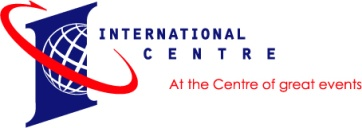 INTERNATIONAL
CENTRE
At the Centre of great events